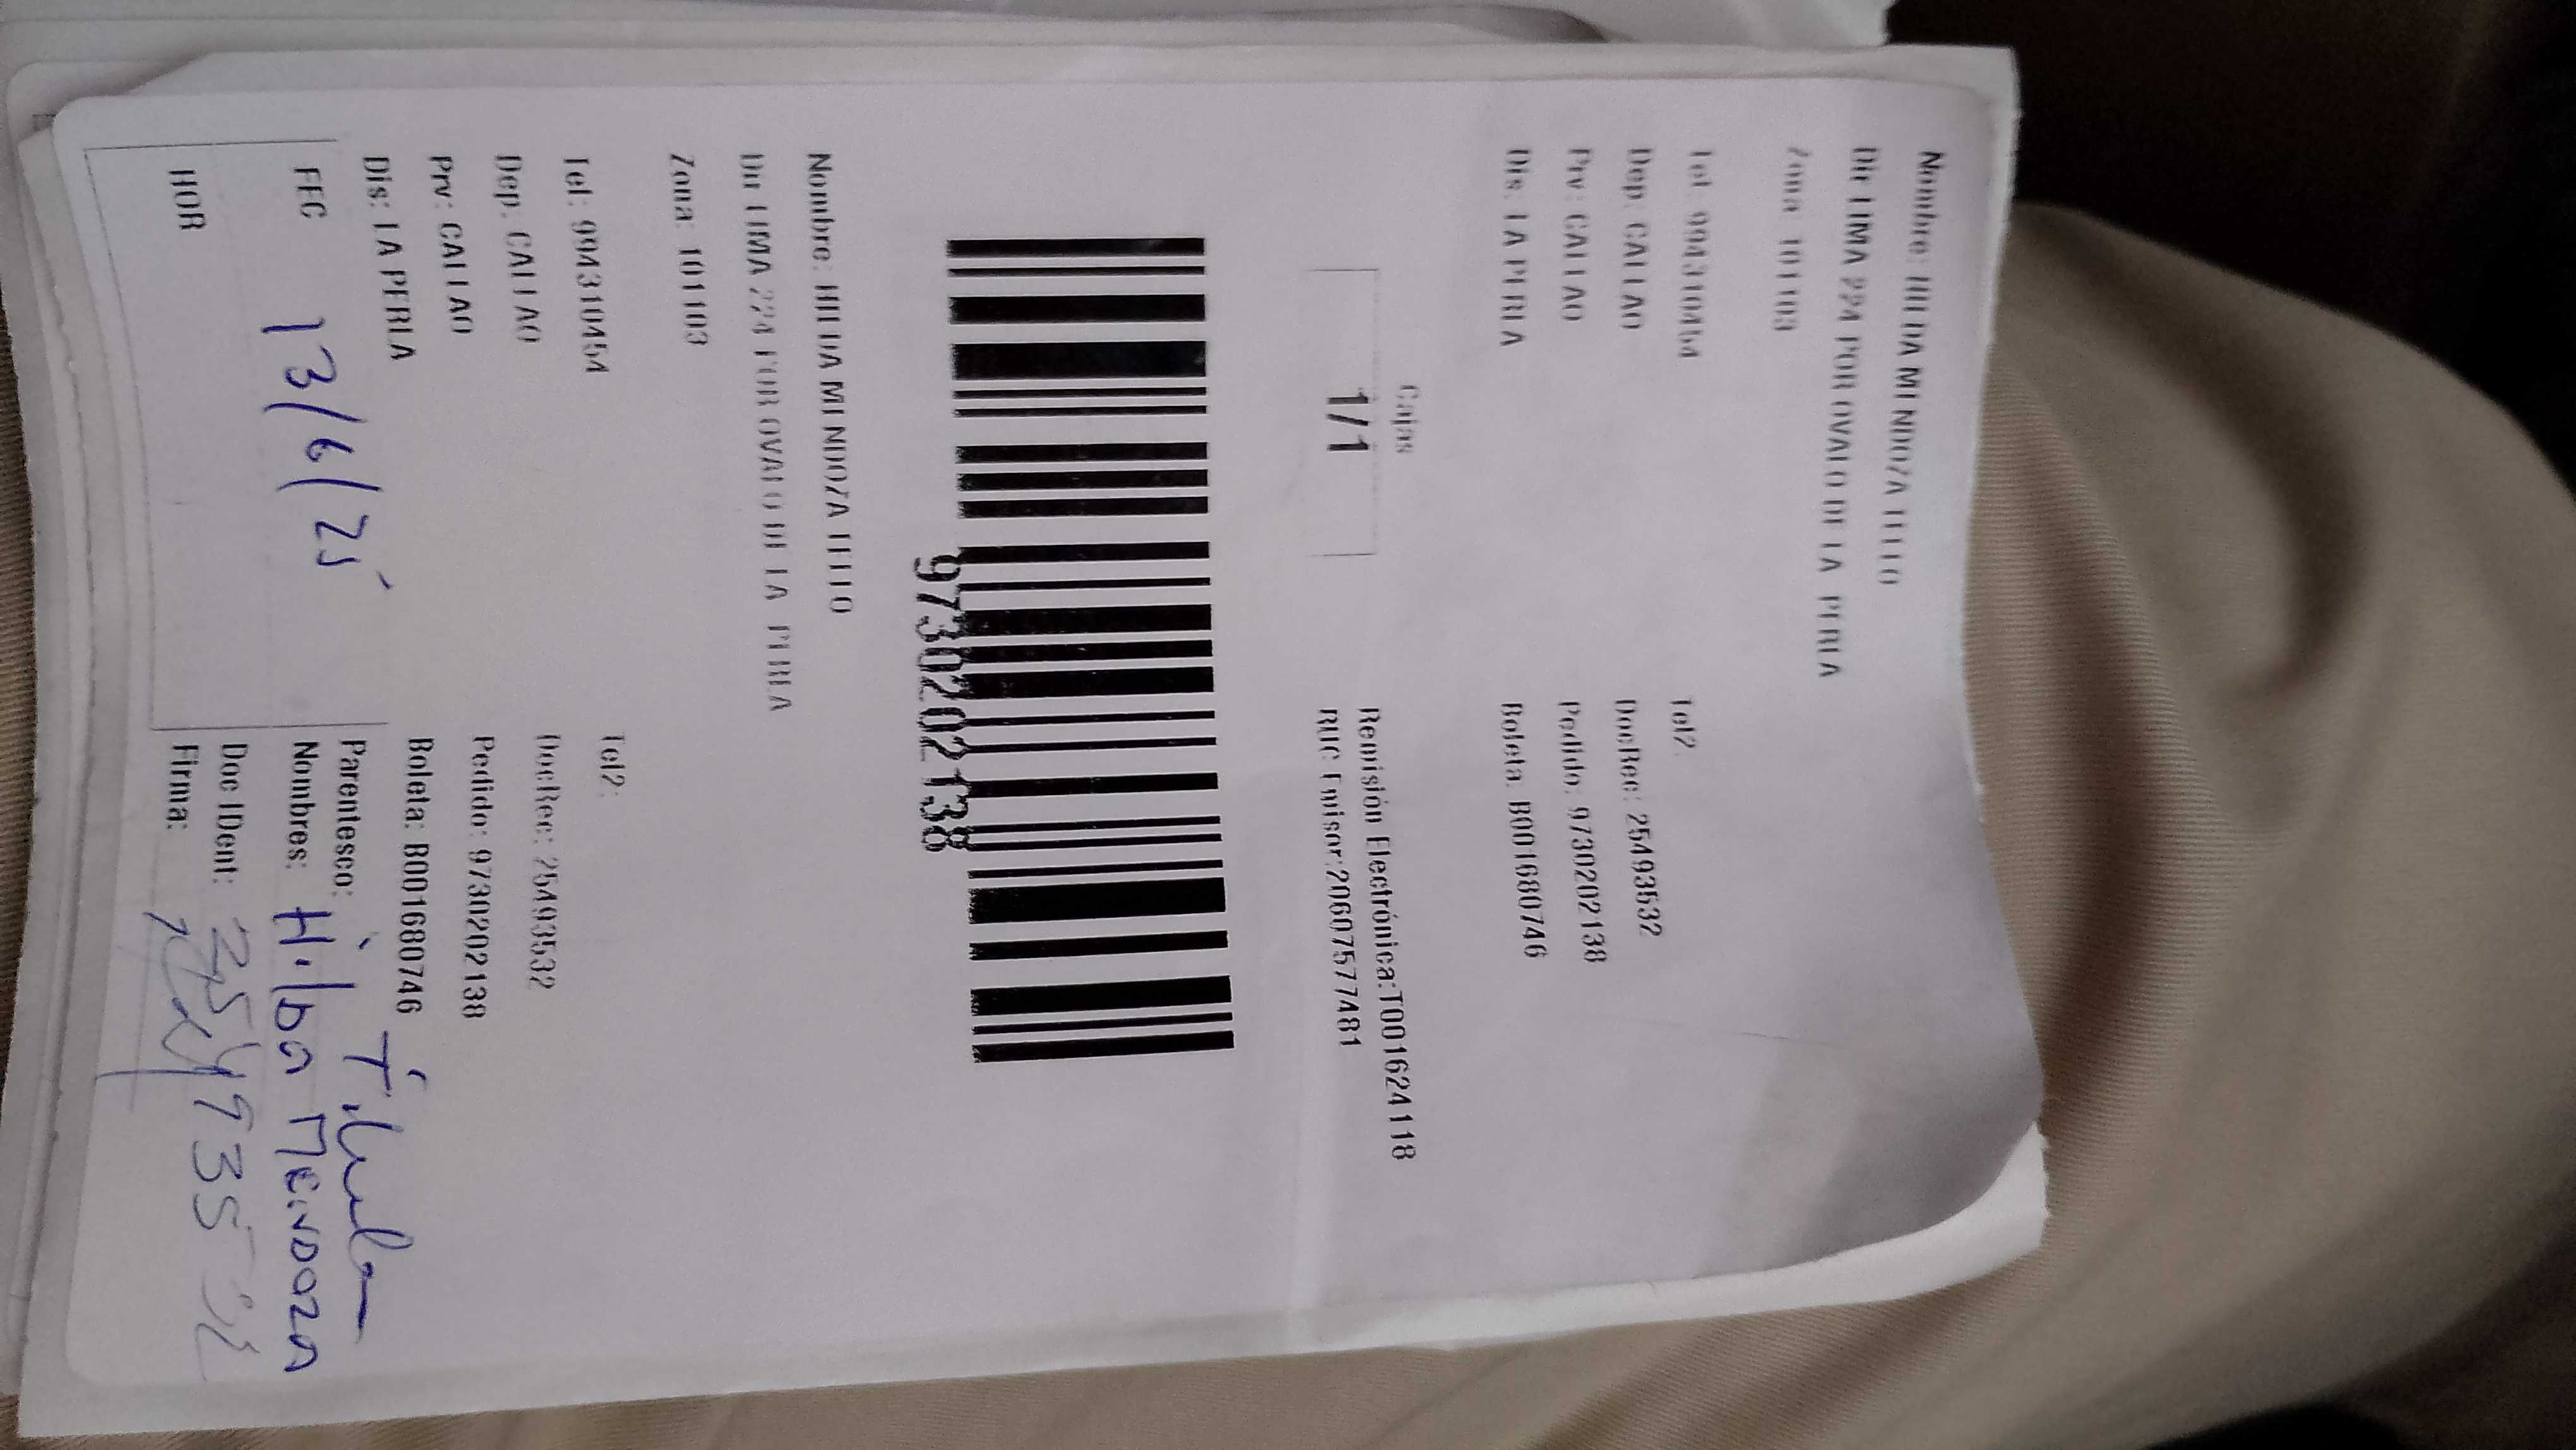 Nombre: HILDA MENDOZA TELLO
Dir LIMA 224 POR OVALO DE LA PERLA
Zona 101103
Tel: 994310454 Tel2:
Dep. CALLAO DocRec: 25493532
Prv: CALLAO Pedido: 97302021 38
Dis. LA PERLA Boleta: B001680746
Cajas
1/1
Remisión Electrónica:T001624118
RUC Emisor:20607577481
9730202138
Nombre: HILDA MENDOZA TELLO
Dir LIMA 224 POR OVALO DE LA PERLA
Zona: 101103
Tel: 994310454 Tel2:
Dep: CALLAO DocRec: 25493532
Prv: CALLAO Pedido: 9730202138
Dis: LA PERLA Boleta: B001680746
Parentesco: Titular
FEC 13/6/25 Nombres: Hilda MENDOZA
Doc IDent: 25493532
HOR Firma: